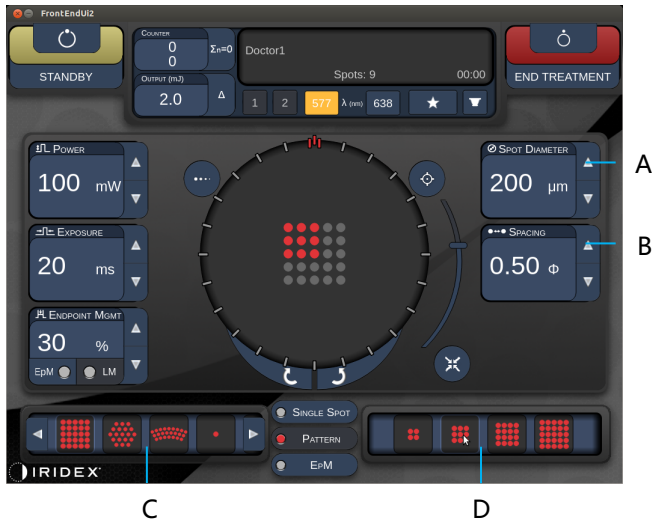 FrontEndUi2
STANDBY
COUNTER
0
0
Σn=0
OUTPUT (mJ)
2.0
Δ
Doctor1
Spots: 9
00:00
1
2
577
λ (nm)
638
END TREATMENT
POWER
100 mW
EXPOSURE
20 ms
ENDPOINT MGMT
30 %
EpM
LM
SPOT DIAMETER
200 µm
SPACING
0.50 Φ
A
B
SINGLE SPOT
PATTERN
EPM
IRIDEX
C
D